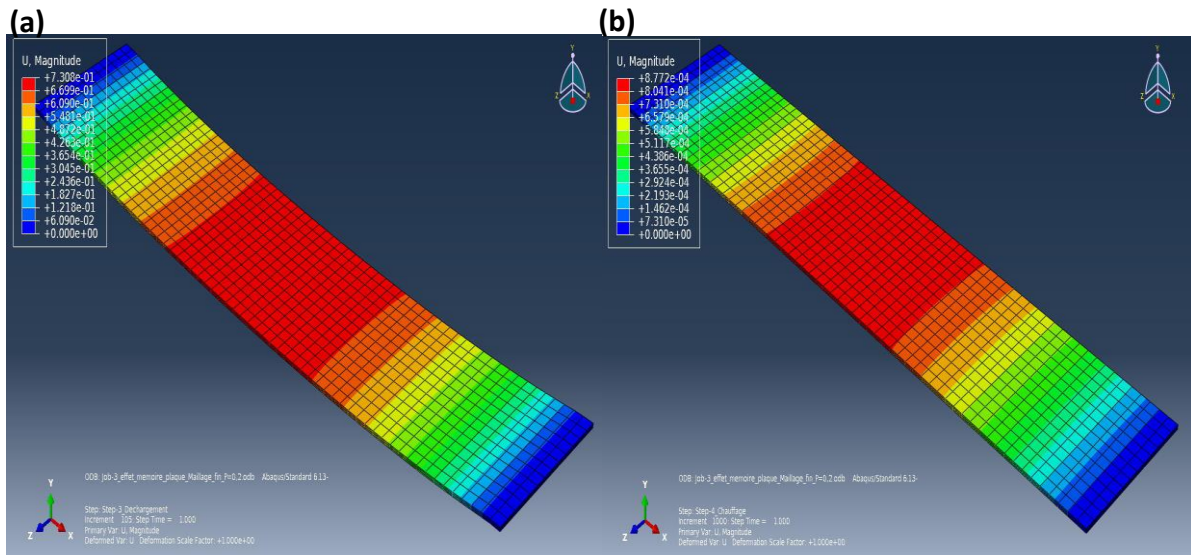 (a)
U, Magnitude
+7.308e-01
+6.699e-01
+6.090e-01
+5.481e-01
+4.872e-01
+4.263e-01
+3.654e-01
+3.045e-01
+2.436e-01
+1.827e-01
+1.218e-01
+6.090e-02
+0.000e+00
Y
Z
X
ODB: Job-3_effet_memoire_plaque_Maillage_fin_P=0,2.odb Abaqus/Standard 6.13-
Step: Step-3_Dechargement
Increment 105: Step Time = 1.000
Primary Var: U, Magnitude
Deformed Var: U Deformation Scale Factor: +1.000e+00
Y
Z
X
(b)
U, Magnitude
+8.772e-04
+8.041e-04
+7.310e-04
+6.579e-04
+5.848e-04
+5.117e-04
+4.386e-04
+3.655e-04
+2.924e-04
+2.193e-04
+1.462e-04
+7.310e-05
+0.000e+00
Y
Z
X
ODB: Job-3_effet_memoire_plaque_Maillage_fin_P=0,2.odb Abaqus/Standard 6.13-
Step: Step-4_Chauffage
Increment 1000: Step Time = 1.000
Primary Var: U, Magnitude
Deformed Var: U Deformation Scale Factor: +1.000e+00
Y
Z
X